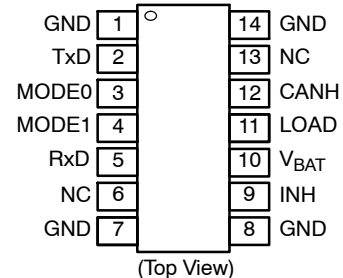 GND 1 14 GND
TxD 2 13 NC
MODE0 3 12 CANH
MODE1 4 11 LOAD
RxD 5 10 VBAT
NC 6 9 INH
GND 7 8 GND
(Top View)